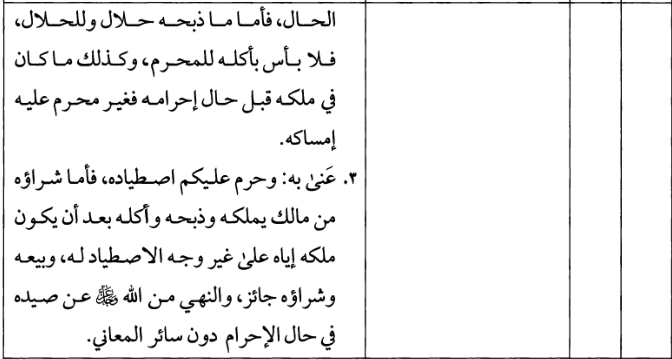 الحال، فأما ما ذبحه حلال وللحلال،
فلا بأس بأكله للمحرم، وكذلك ما كان
في ملكه قبل حال إحرامه فغير محرم عليه
إمساكه.
٣. عَنىٰ به: وحرم عليكم اصطياده، فأما شراؤه
من مالك يملكه وذبحه وأكله بعد أن يكون
ملكه إياه علىٰ غير وجه الاصطياد له، وبيعه
وشراؤه جائز، والنهي من الله ﷿ عن صيده
في حال الإحرام دون سائر المعاني.